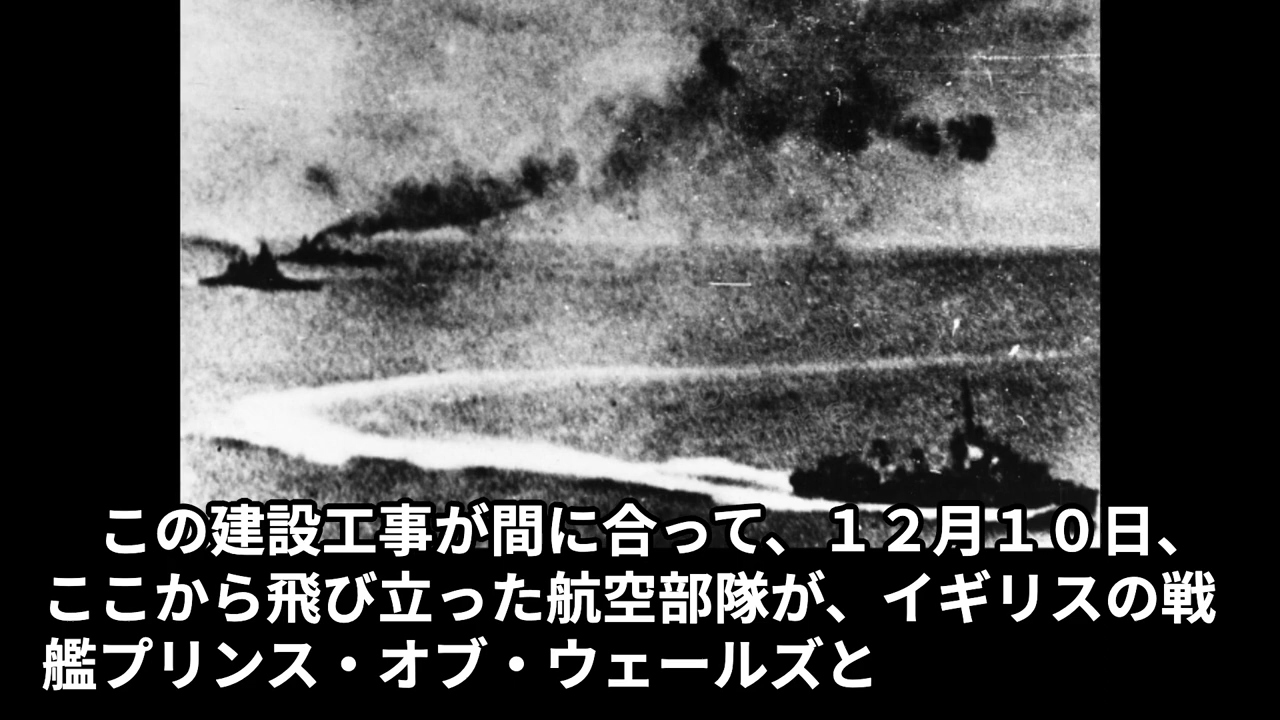 この建設工事が間に合って、１２月１０日、
ここから飛び立った航空部隊が、イギリスの戦
艦プリンス・オブ・ウェールズと